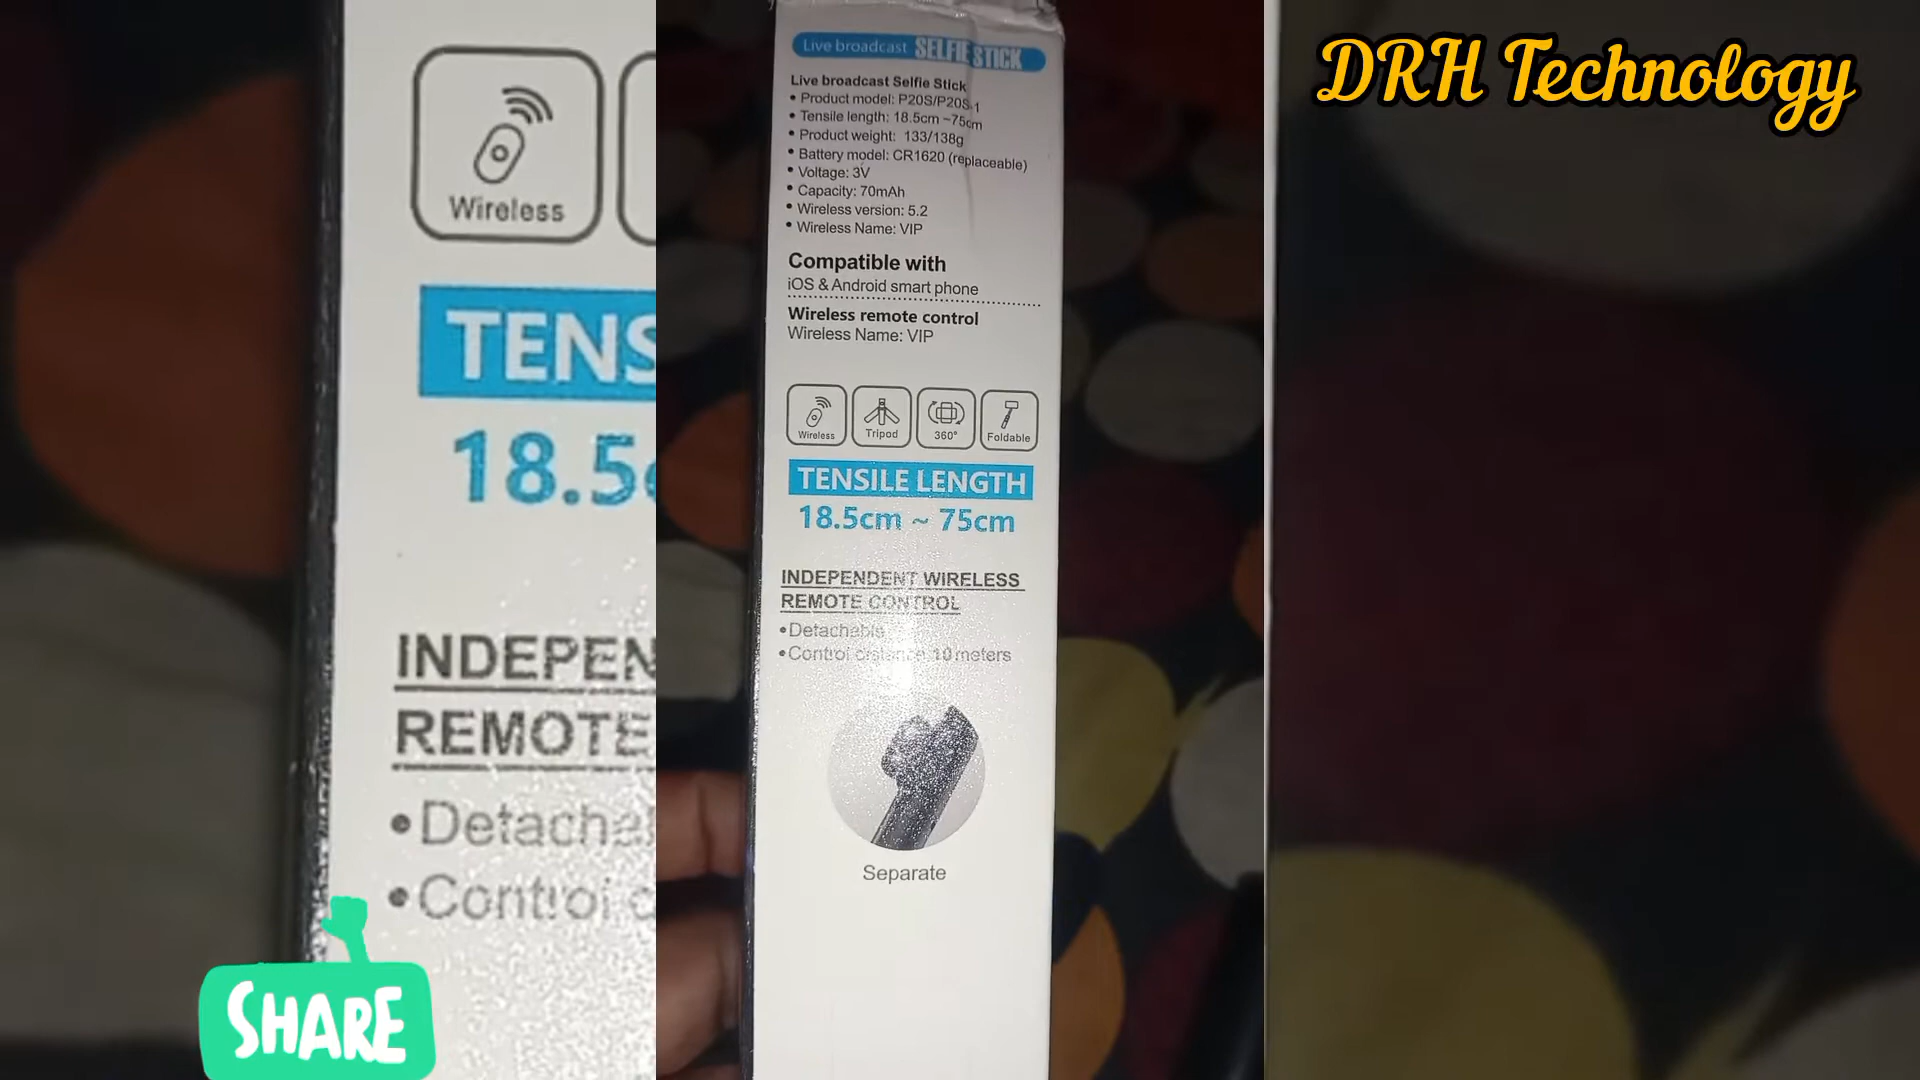 DRH Technology
Live broadcast SELFIE STICK
Live broadcast Selfie Stick
• Product model: P20S/P20S-1
• Tensile length: 18.5cm ~75cm
• Product weight: 133/138g
• Battery model: CR1620 (replaceable)
• Voltage: 3V
• Capacity: 70mAh
• Wireless version: 5.2
• Wireless Name: VIP
Compatible with
iOS & Android smart phone
Wireless remote control
Wireless Name: VIP
Wireless
Tripod
360°
Foldable
TENSILE LENGTH
18.5cm ~ 75cm
INDEPENDENT WIRELESS
REMOTE CONTROL
•Detachable
•Control distance 10 meters
Separate
Wireless
TENS
18.5c
INDEPEN
REMOTE
•Detacha
•Control d
SHARE